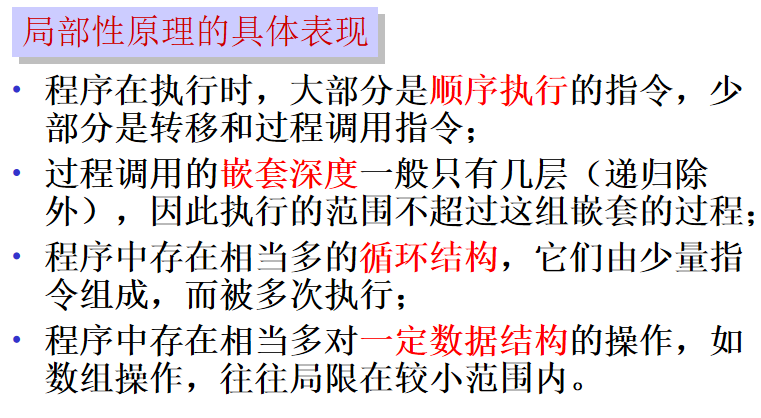 局部性原理的具体表现
• 程序在执行时，大部分是顺序执行的指令，少
部分是转移和过程调用指令；
• 过程调用的嵌套深度一般只有几层（递归除
外），因此执行的范围不超过这组嵌套的过程；
• 程序中存在相当多的循环结构，它们由少量指
令组成，而被多次执行；
• 程序中存在相当多对一定数据结构的操作，如
数组操作，往往局限在较小范围内。